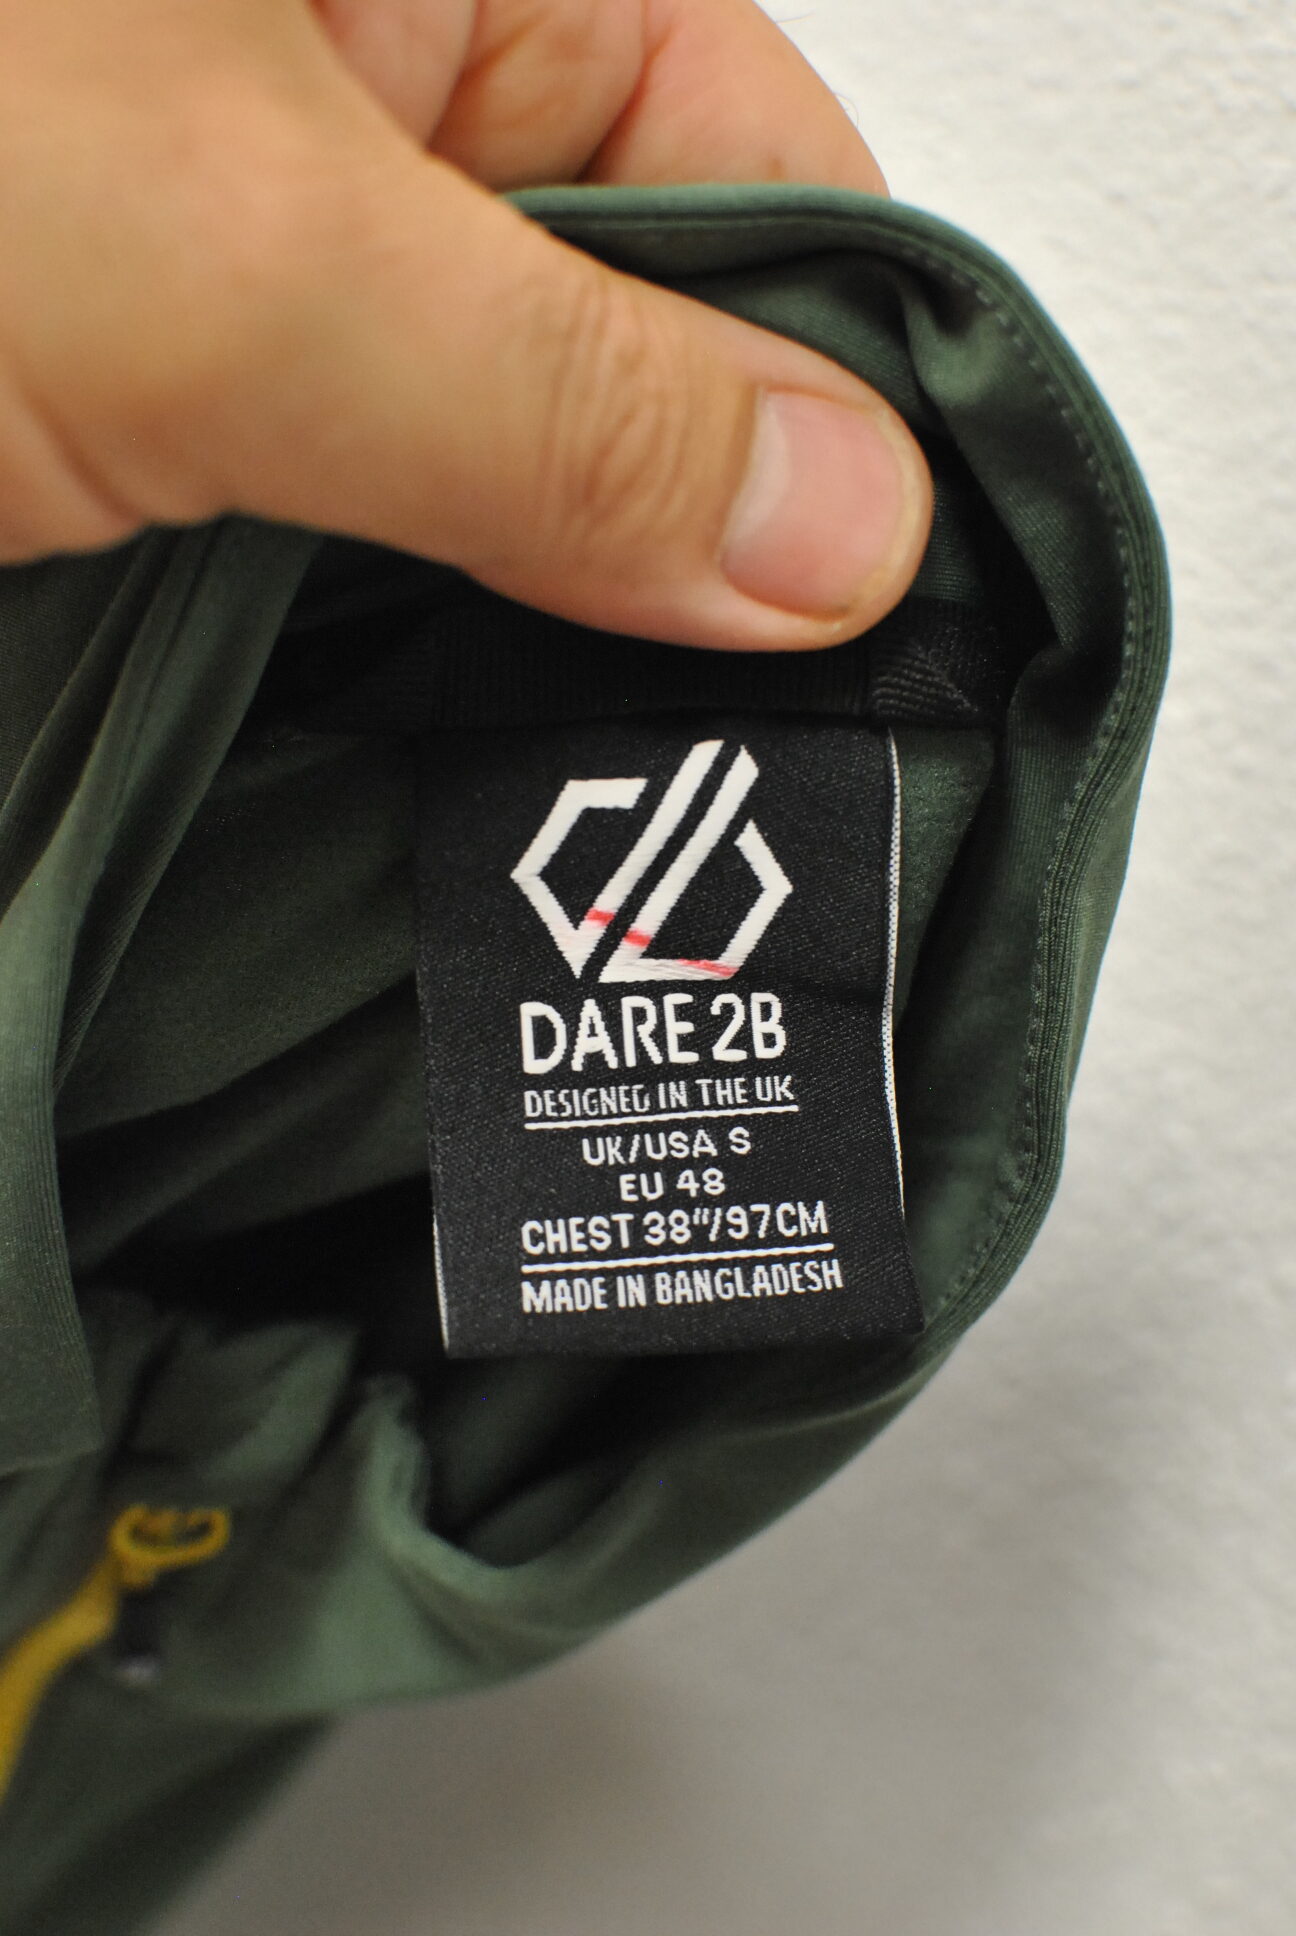 DARE 2B
DESIGNED IN THE UK
UK/USA S
EU 48
CHEST 38"/97CM
MADE IN BANGLADESH